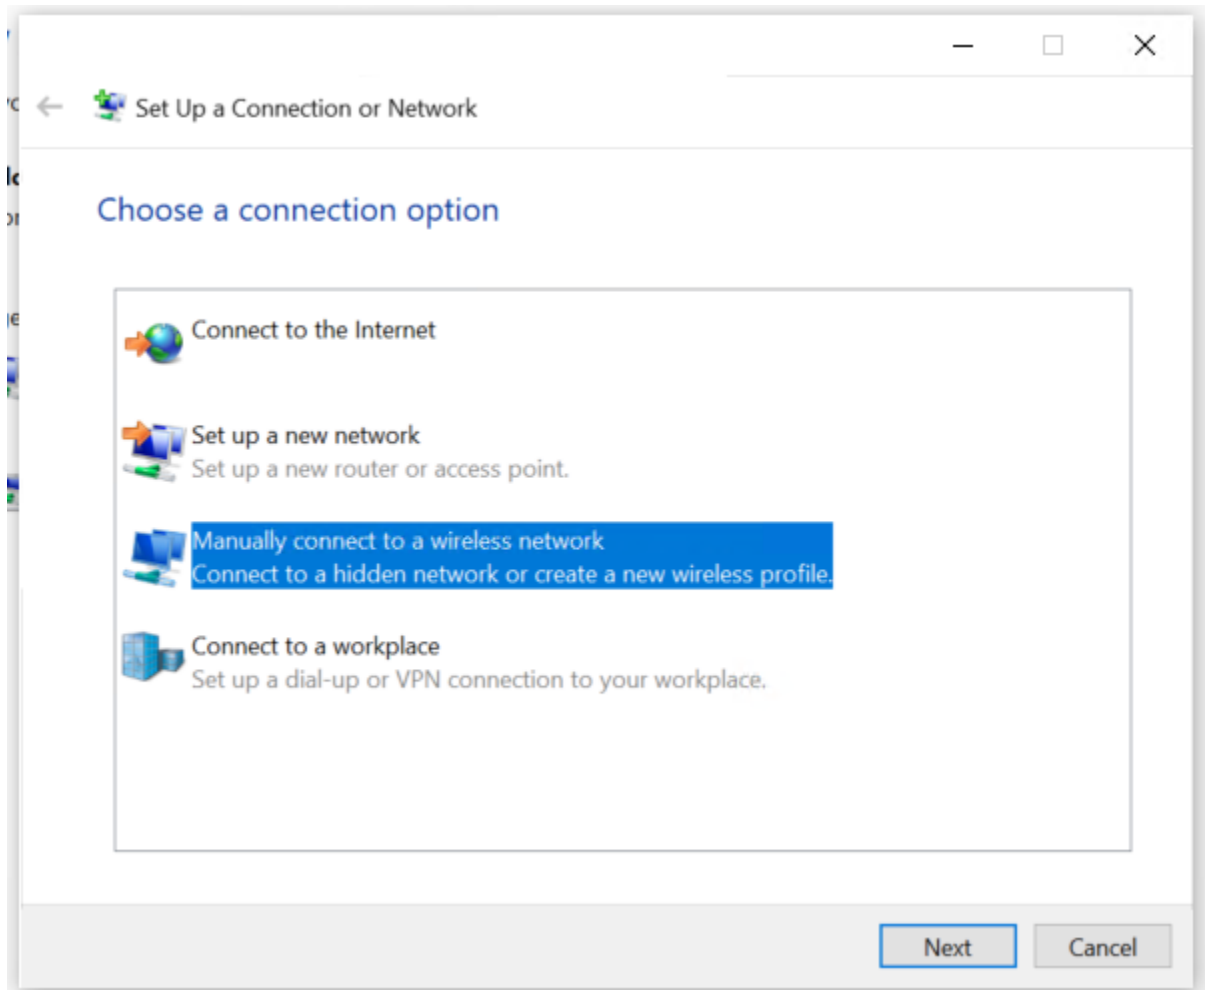 Set Up a Connection or Network
Choose a connection option
Connect to the Internet
Set up a new network
Set up a new router or access point.
Manually connect to a wireless network
Connect to a hidden network or create a new wireless profile.
Connect to a workplace
Set up a dial-up or VPN connection to your workplace.
Next
Cancel